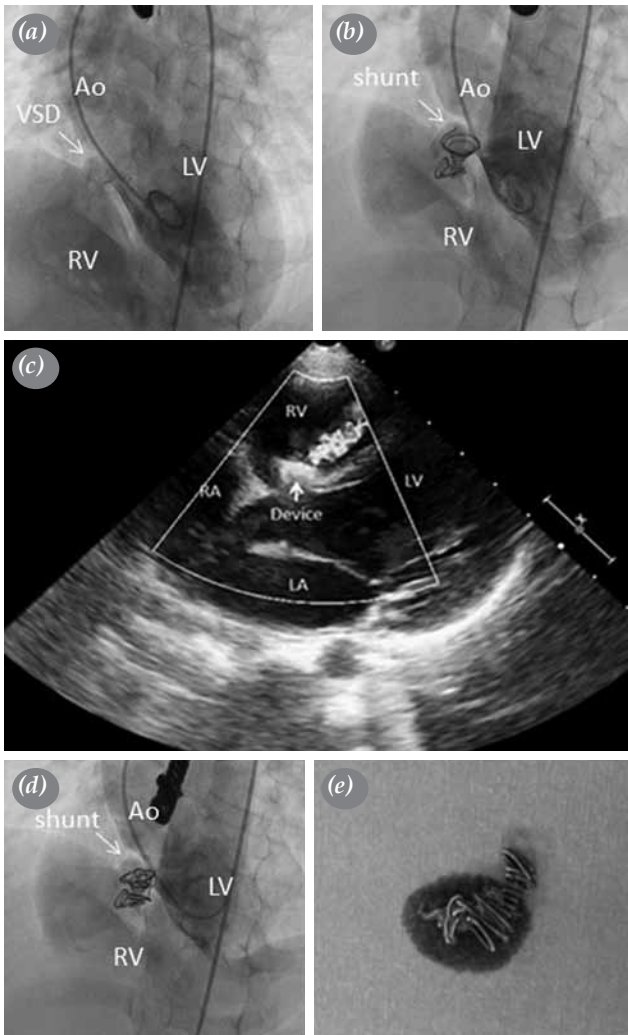 (a)
Ao
VSD
LV
RV
(b)
shunt
Ao
LV
RV
(c)
RV
LV
RA
Device
LA
(d)
Ao
shunt
LV
RV
(e)